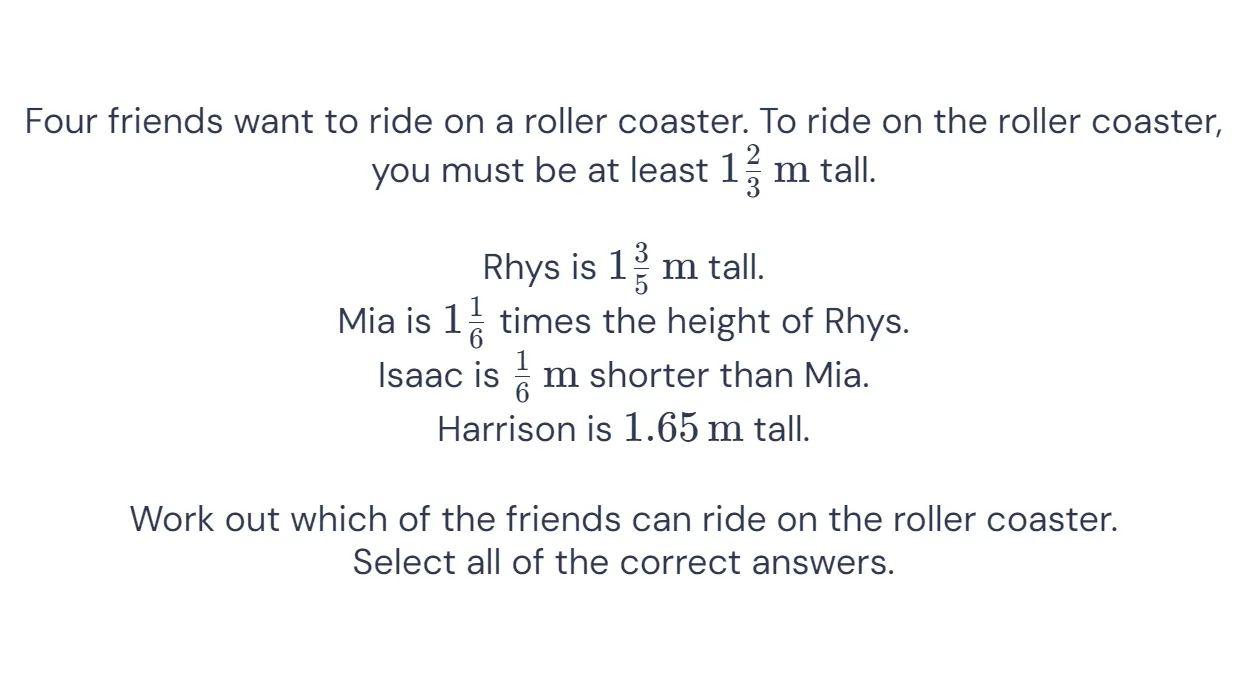 Four friends want to ride on a roller coaster. To ride on the roller coaster,
you must be at least 1 2/3 m tall.
Rhys is 1 3/5 m tall.
Mia is 1 1/6 times the height of Rhys.
Isaac is 1/6 m shorter than Mia.
Harrison is 1.65 m tall.
Work out which of the friends can ride on the roller coaster.
Select all of the correct answers.